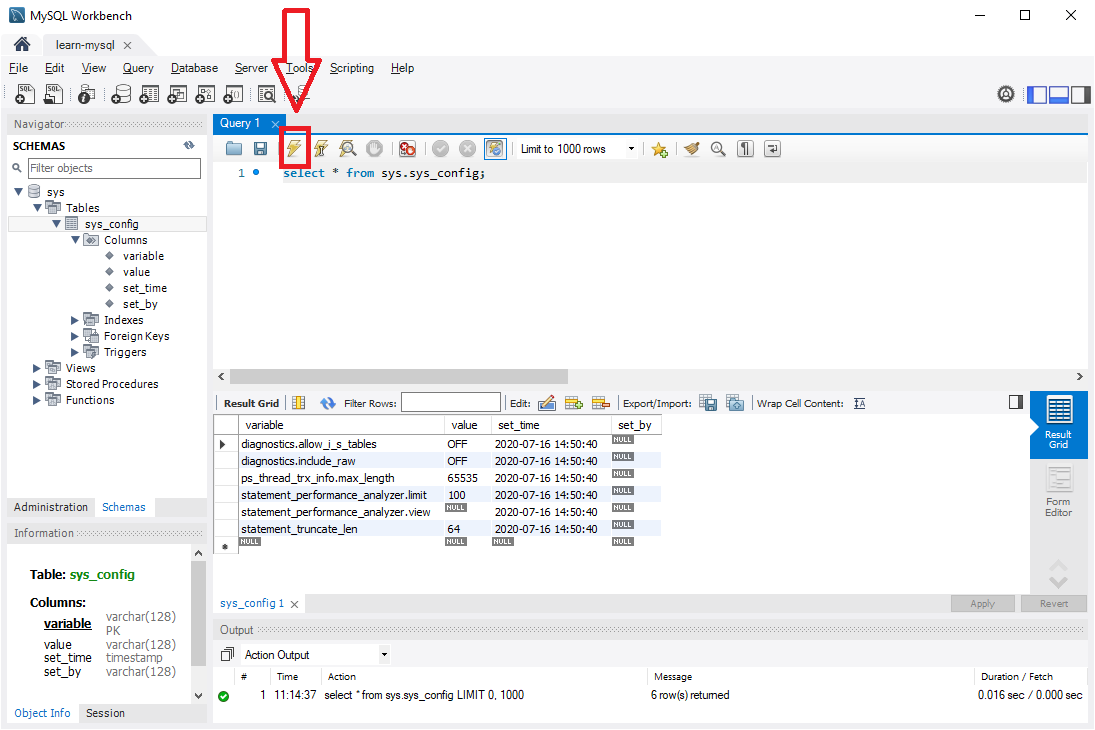 MySQL Workbench
learn-mysql
File Edit View Query Database Server Tools Scripting Help
SQL SQL
Navigator
SCHEMAS
Filter objects
sys
Tables
sys_config
Columns
variable
value
set_time
set_by
Indexes
Foreign Keys
Triggers
Views
Stored Procedures
Functions
Administration Schemas
Information
Table: sys_config
Columns:
variable varchar(128)
PK
value varchar(128)
set_time timestamp
set_by varchar(128)
Object Info Session
Query 1
Limit to 1000 rows
1 select * from sys.sys_config;
Result Grid Filter Rows: Edit: Export/Import: Wrap Cell Content: IA
variable value set_time set_by
diagnostics.allow_i_s_tables OFF 2020-07-16 14:50:40 NULL
diagnostics.include_raw OFF 2020-07-16 14:50:40 NULL
ps_thread_trx_info.max_length 65535 2020-07-16 14:50:40 NULL
statement_performance_analyzer.limit 100 2020-07-16 14:50:40 NULL
statement_performance_analyzer.view NULL 2020-07-16 14:50:40 NULL
statement_truncate_len 64 2020-07-16 14:50:40 NULL
NULL NULL NULL NULL
Result
Grid
Form
Editor
sys_config 1
Apply Revert
Output
Action Output
# Time Action Message Duration / Fetch
1 11:14:37 select * from sys.sys_config LIMIT 0, 1000 6 row(s) returned 0.016 sec / 0.000 sec